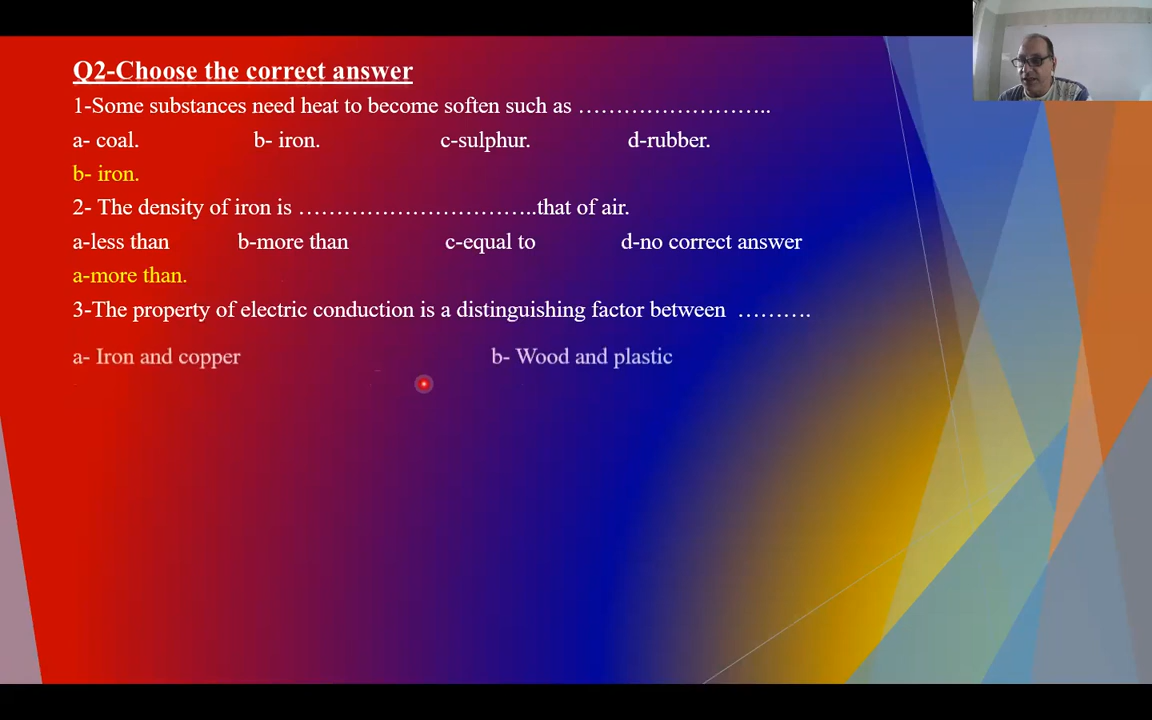 Q2-Choose the correct answer
1-Some substances need heat to become soften such as ……………………..
a- coal. b- iron. c-sulphur. d-rubber.
b- iron.
2- The density of iron is …………………………..that of air.
a-less than b-more than c-equal to d-no correct answer
a-more than.
3-The property of electric conduction is a distinguishing factor between ……….
a- Iron and copper b- Wood and plastic